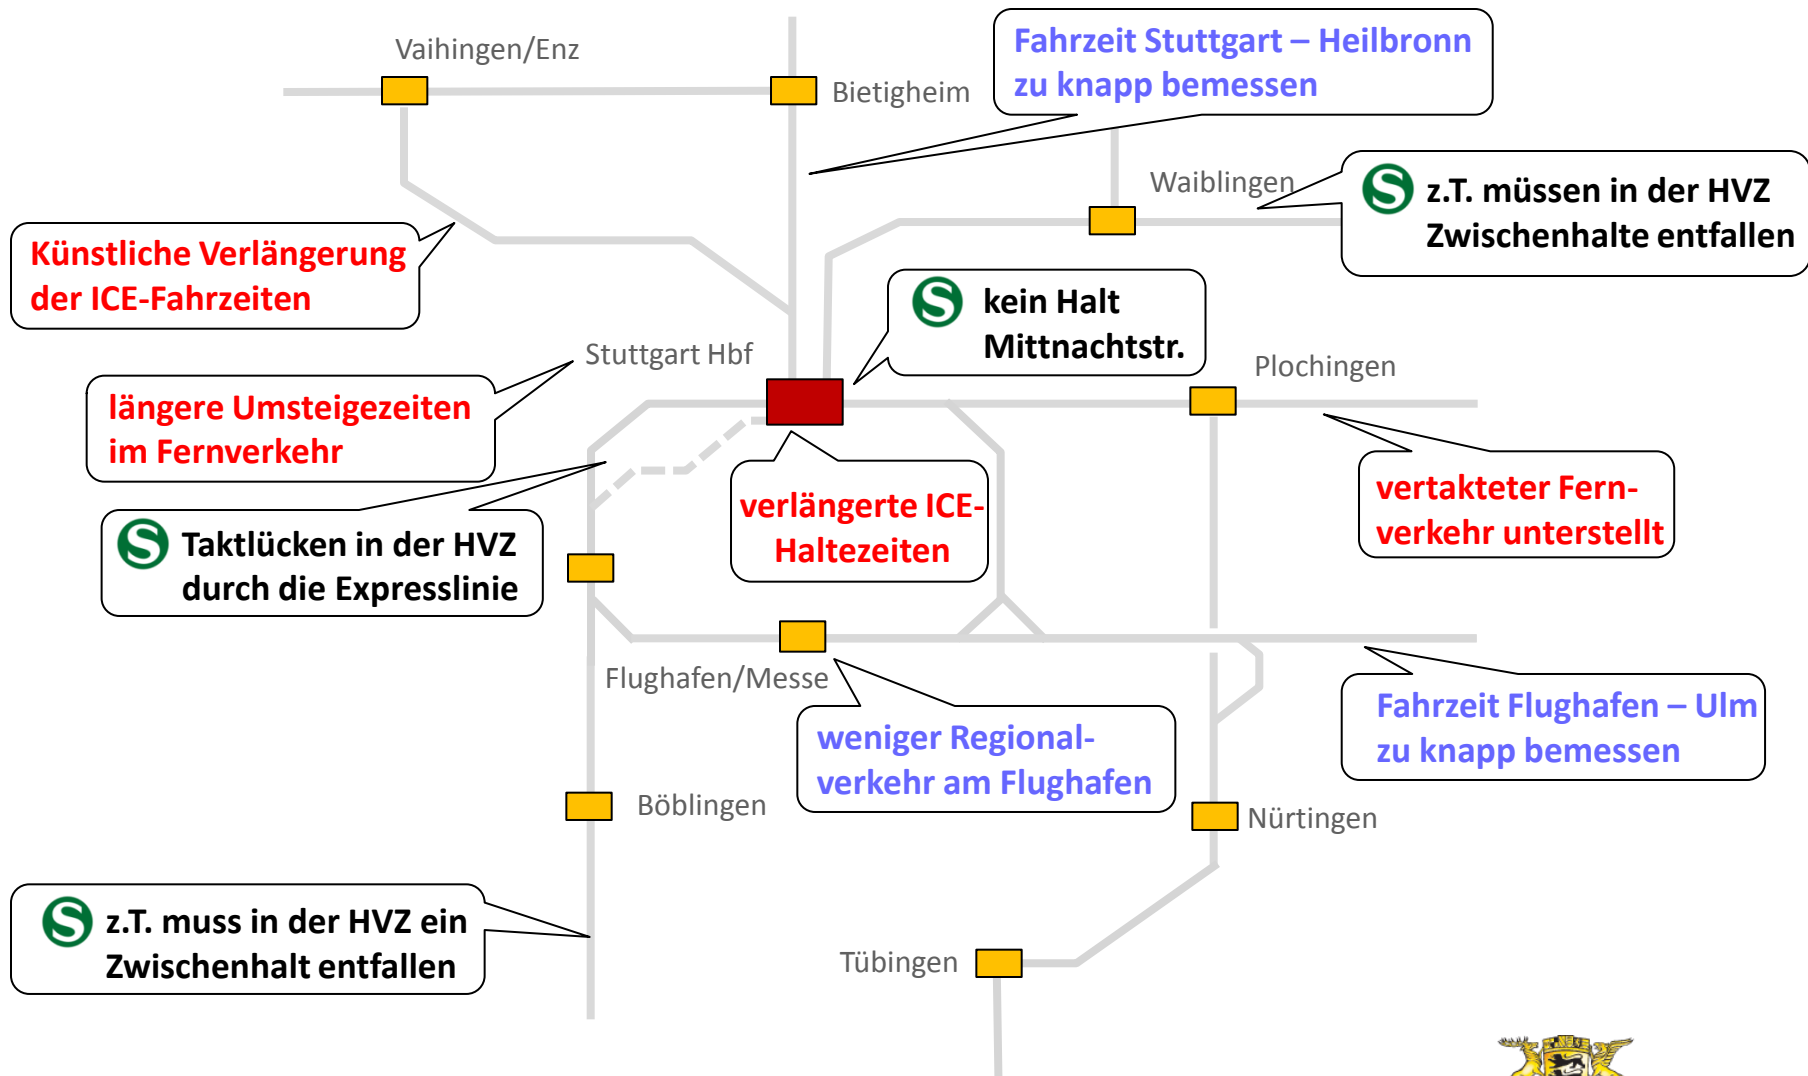 Vaihingen/Enz
Bietigheim
Fahrzeit Stuttgart – Heilbronn
zu knapp bemessen
Waiblingen
S z.T. müssen in der HVZ
Zwischenhalte entfallen
Künstliche Verlängerung
der ICE-Fahrzeiten
S kein Halt
Mittnachtstr.
Stuttgart Hbf
Plochingen
längere Umsteigezeiten
im Fernverkehr
verlängerte ICE-
Haltezeiten
vertakteter Fern-
verkehr unterstellt
S Taktlücken in der HVZ
durch die Expresslinie
Flughafen/Messe
weniger Regional-
verkehr am Flughafen
Fahrzeit Flughafen – Ulm
zu knapp bemessen
Böblingen
Nürtingen
S z.T. muss in der HVZ ein
Zwischenhalt entfallen
Tübingen